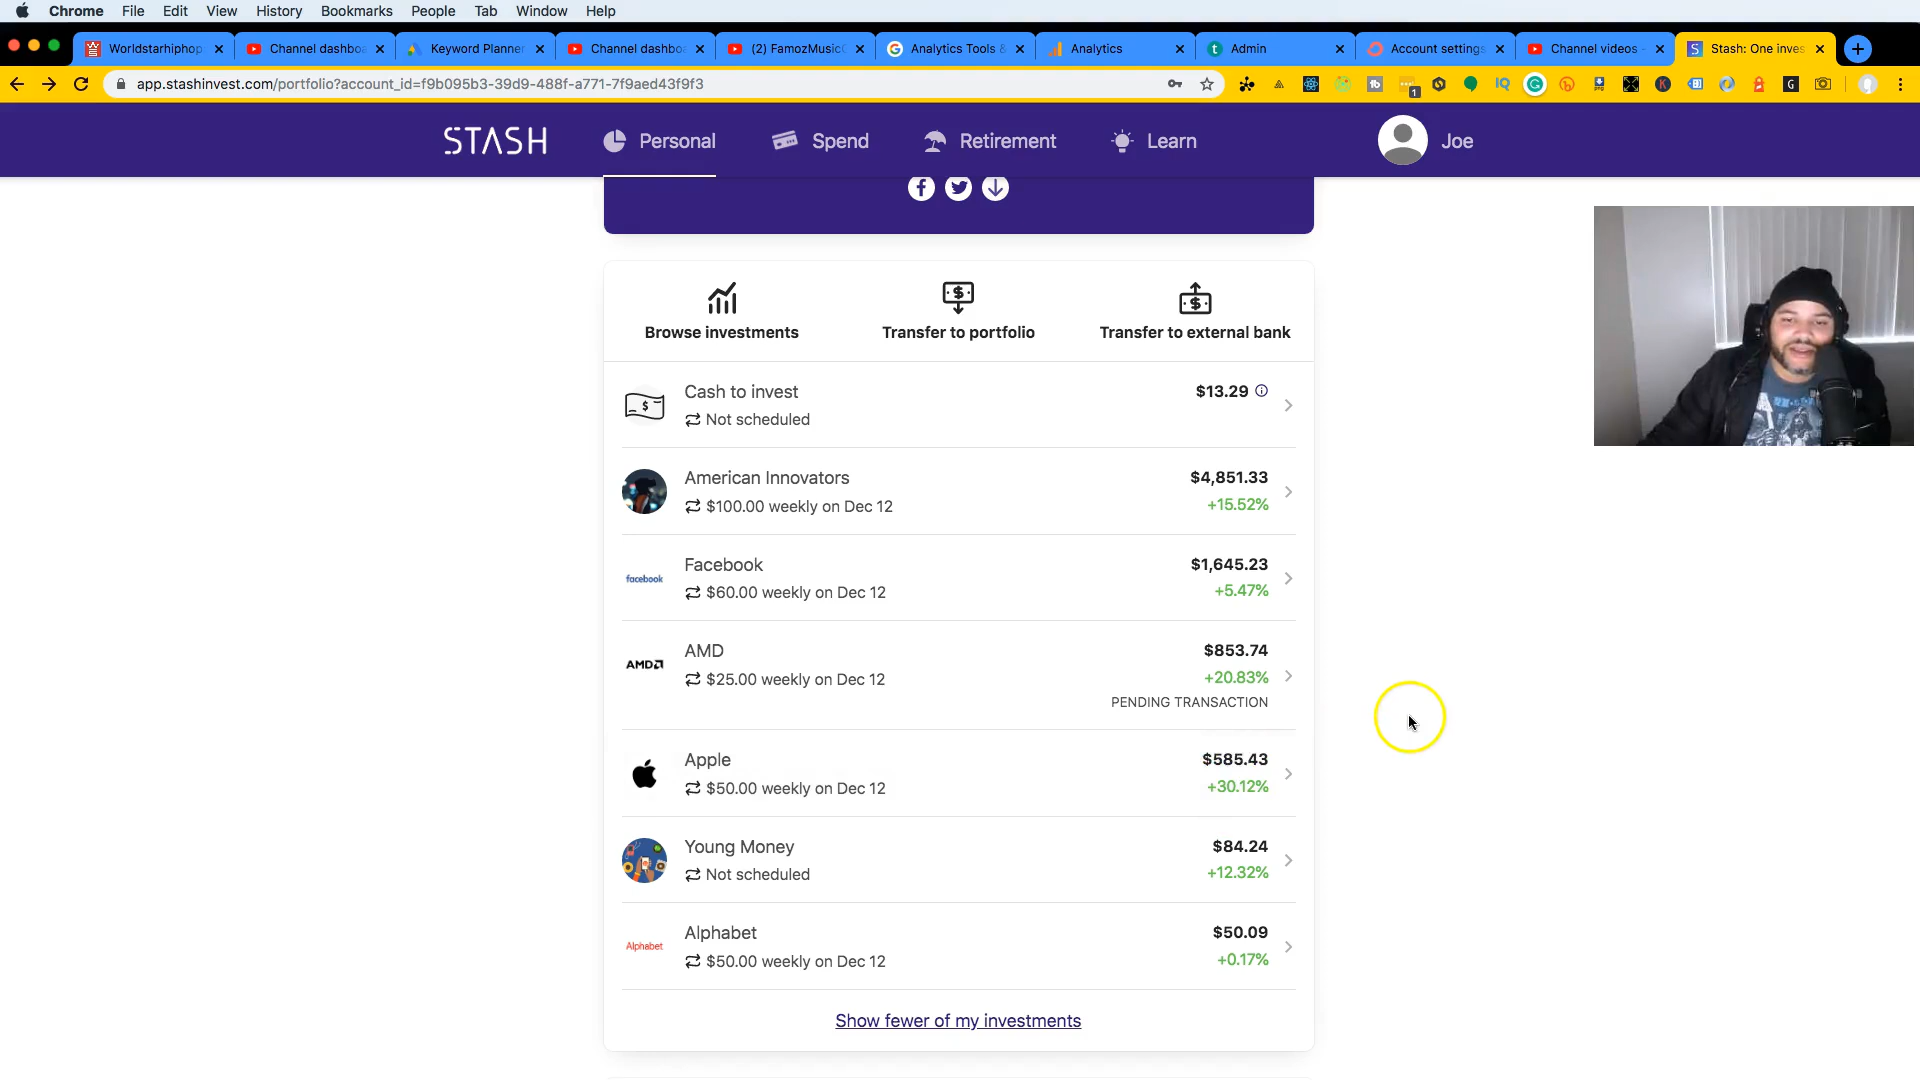 Chrome File Edit View History Bookmarks People Tab Window Help
Worldstarhiphop Channel dashboa Keyword Planner Channel dashboa (2) FamozMusic Analytics Tools & Analytics Admin Account settings Channel videos - Stash: One inves
app.stashinvest.com/portfolio?account_id=f9b095b3-39d9-488f-a771-7f9aed43f9f3
STASH Personal Spend Retirement Learn Joe
Browse investments Transfer to portfolio Transfer to external bank
Cash to invest $13.29
Not scheduled
American Innovators $4,851.33
$100.00 weekly on Dec 12 +15.52%
facebook Facebook $1,645.23
$60.00 weekly on Dec 12 +5.47%
AMD AMD $853.74
$25.00 weekly on Dec 12 +20.83%
PENDING TRANSACTION
Apple $585.43
$50.00 weekly on Dec 12 +30.12%
Young Money $84.24
Not scheduled +12.32%
Alphabet Alphabet $50.09
$50.00 weekly on Dec 12 +0.17%
Show fewer of my investments